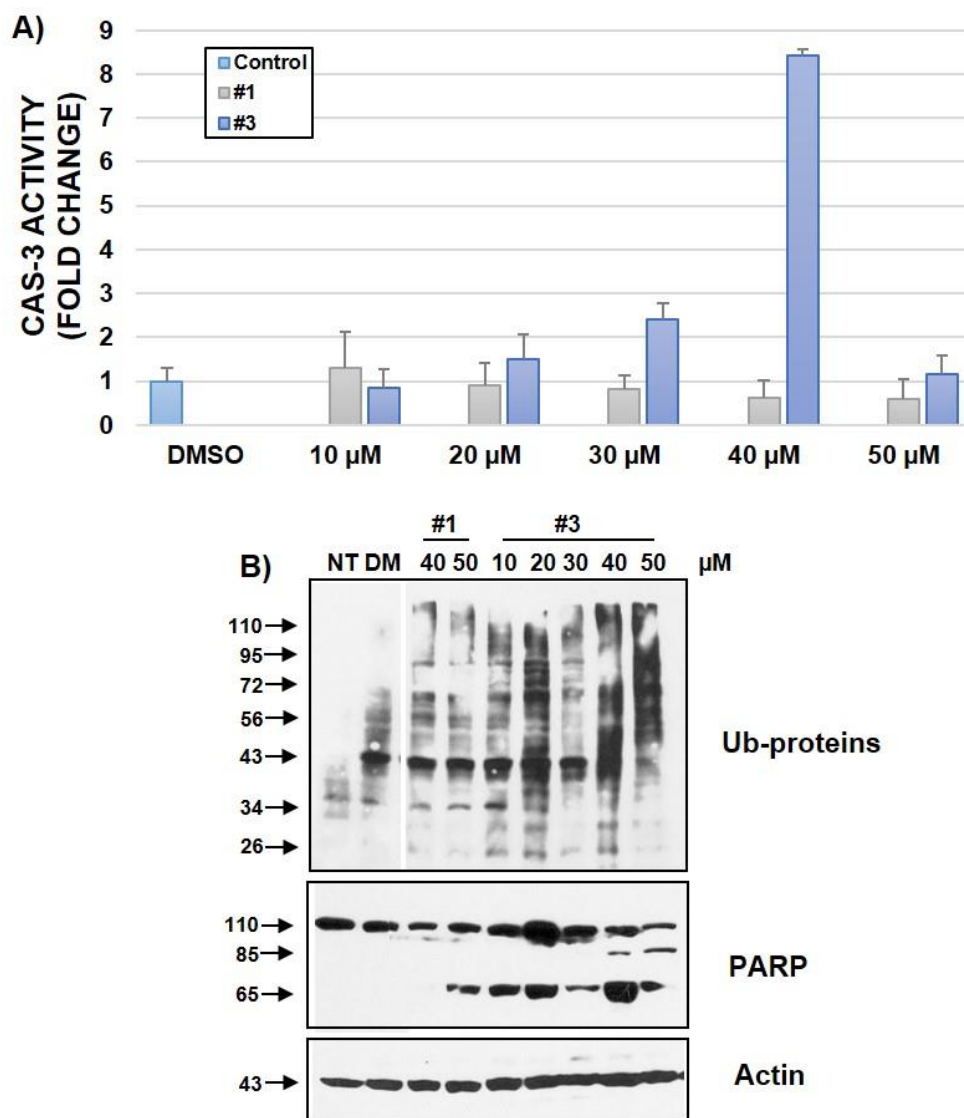 A)
CAS-3 ACTIVITY
(FOLD CHANGE)
9
8
7
6
5
4
3
2
1
0
Control
#1
#3
DMSO 10 µM 20 µM 30 µM 40 µM 50 µM
B)
#1 #3
NT DM 40 50 10 20 30 40 50 µM
110
95
72
56
43
34
26
Ub-proteins
110
85
65
PARP
43
Actin